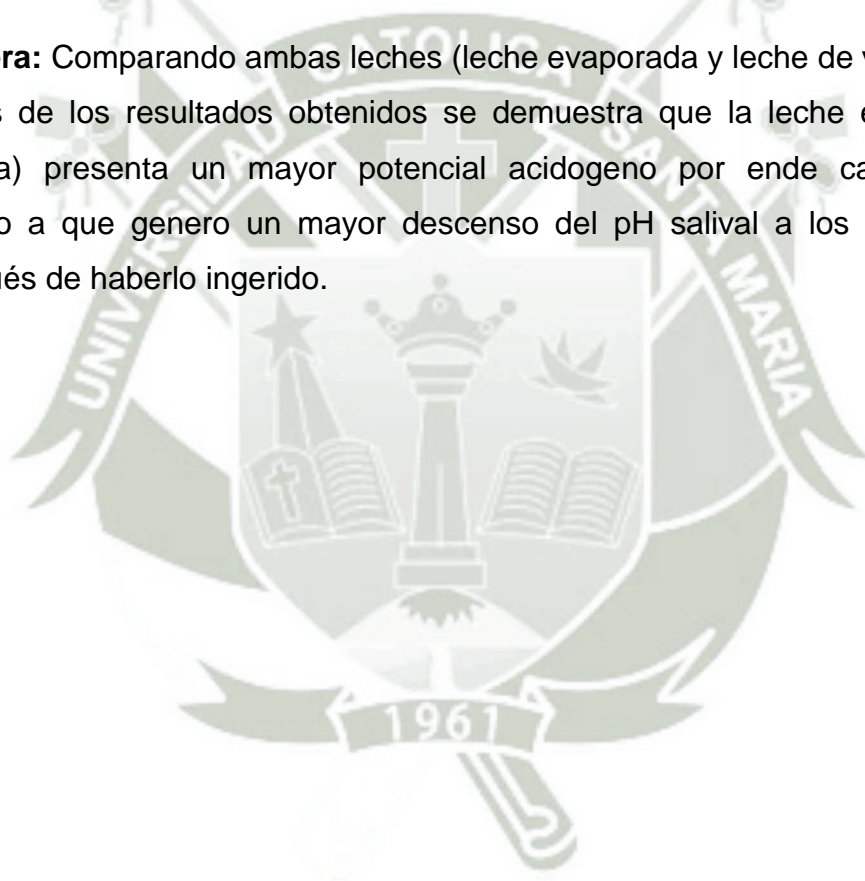 ra: Comparando ambas leches (leche evaporada y leche de
de los resultados obtenidos se demuestra que la leche
presenta un mayor potencial acidogeno por ende
a que genero un mayor descenso del pH salival a los
de haberlo ingerido.
UNIVERSIDAD CATOLICA SANTA MARIA
1961